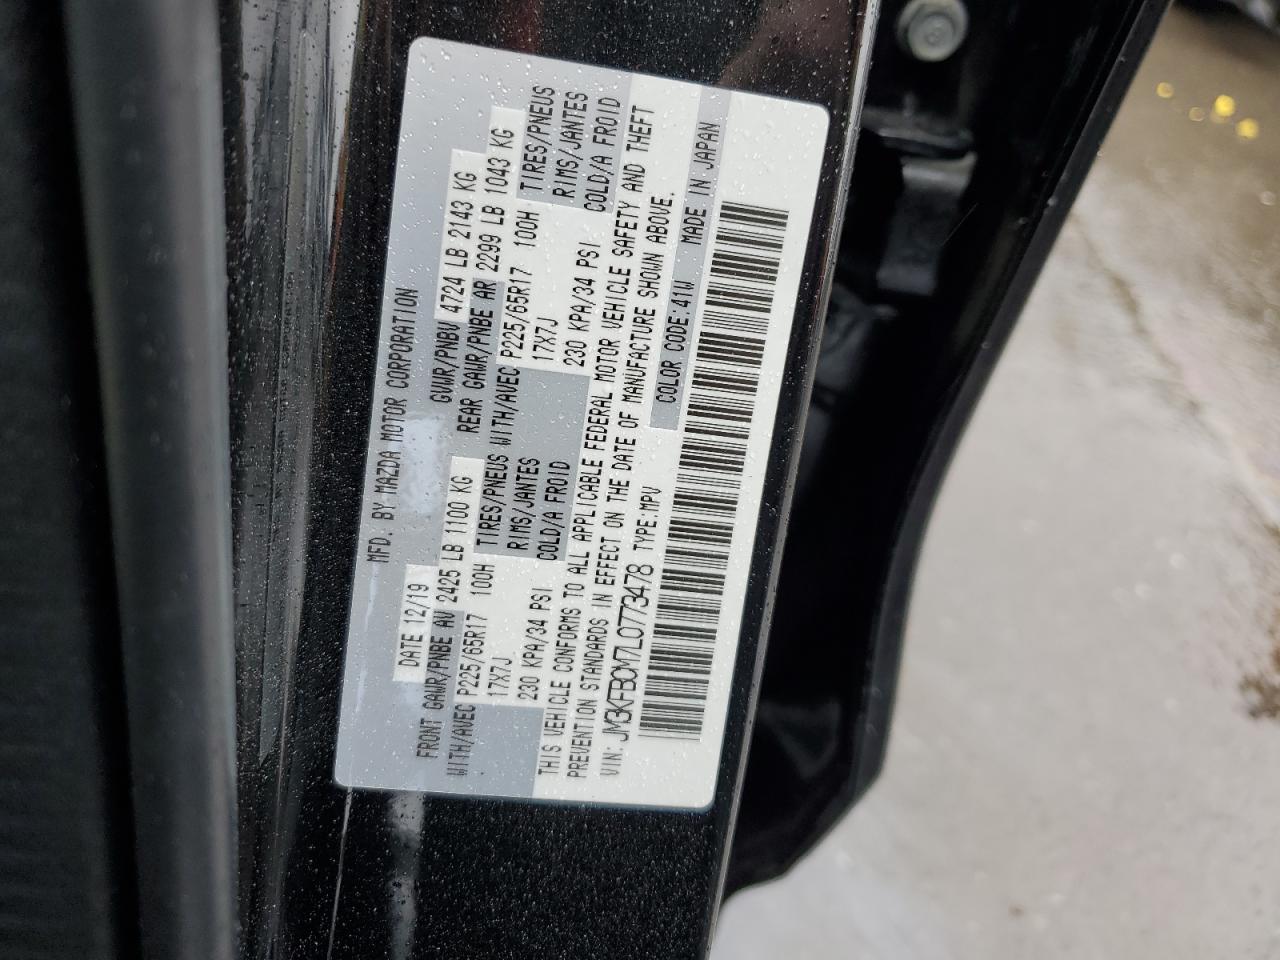 MFD. BY MAZDA MOTOR CORPORATION
DATE 12/19 GVWR/PNBV 4724 LB 2143 KG
FRONT GAWR/PNBE AV 2425 LB 1100 KG REAR GAWR/PNBE AR 2299 LB 1043 KG
WITH/AVEC P225/65R17 100H TIRES/PNEUS WITH/AVEC P225/65R17 100H TIRES/PNEUS
17X7J RIMS/JANTES 17X7J RIMS/JANTES
230 KPA/34 PSI COLD/A FROID 230 KPA/34 PSI COLD/A FROID
THIS VEHICLE CONFORMS TO ALL APPLICABLE FEDERAL MOTOR VEHICLE SAFETY AND THEFT
PREVENTION STANDARDS IN EFFECT ON THE DATE OF MANUFACTURE SHOWN ABOVE.
VIN: JM3KFBCM7L0773478 TYPE:MPV COLOR CODE:41W MADE IN JAPAN